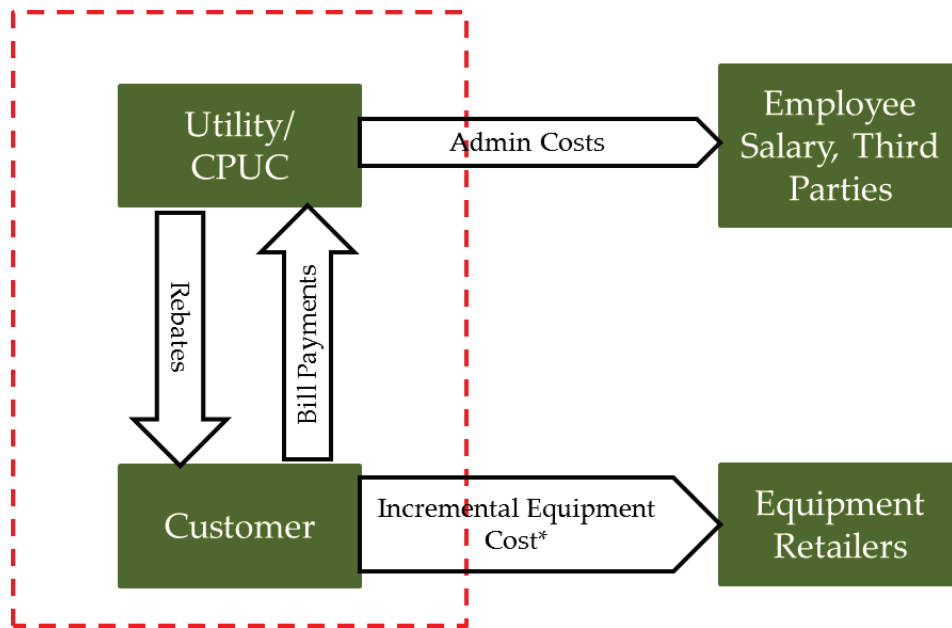 Utility/
CPUC
Admin Costs
Employee
Salary, Third
Parties
Rebates
Bill Payments
Customer
Incremental Equipment
Cost*
Equipment
Retailers